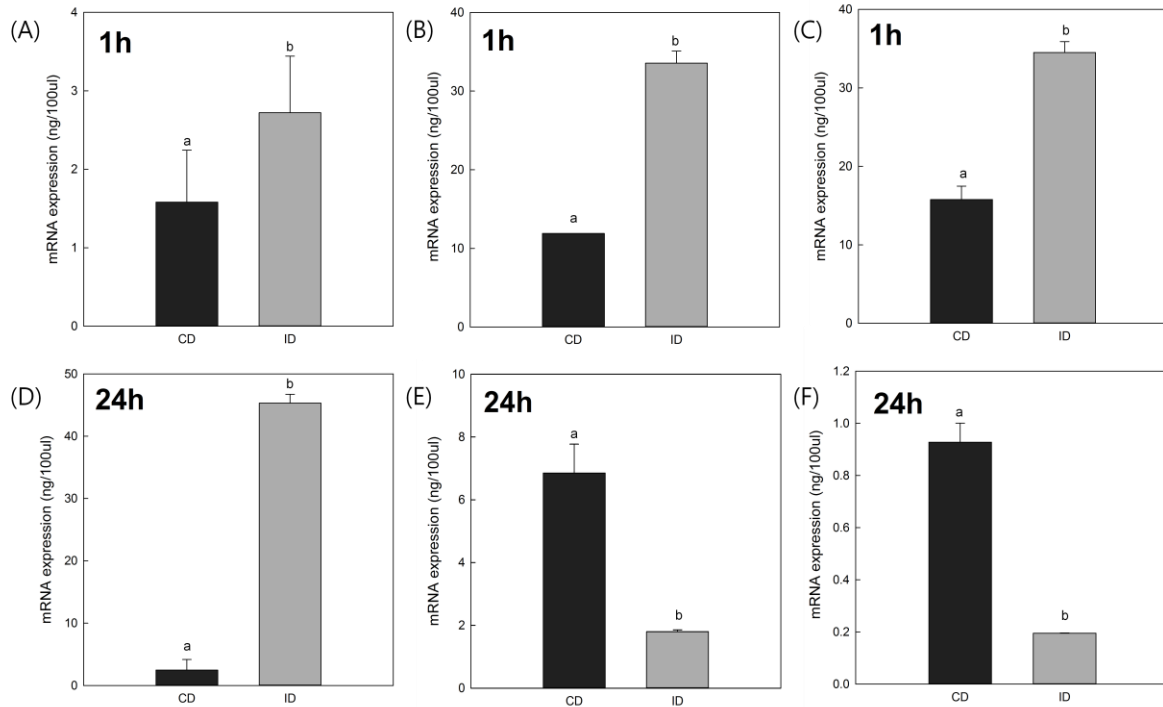 (A)
1h
mRNA expression (ng/100ul)
4
3
2
1
0
a
b
CD
ID
(B)
1h
mRNA expression (ng/100ul)
40
30
20
10
0
a
b
CD
ID
(C)
1h
mRNA expression (ng/100ul)
40
30
20
10
0
a
b
CD
ID
(D)
24h
mRNA expression (ng/100ul)
50
40
30
20
10
0
a
b
CD
ID
(E)
24h
mRNA expression (ng/100ul)
10
8
6
4
2
0
a
b
CD
ID
(F)
24h
mRNA expression (ng/100ul)
1.2
1.0
0.8
0.6
0.4
0.2
0.0
a
b
CD
ID